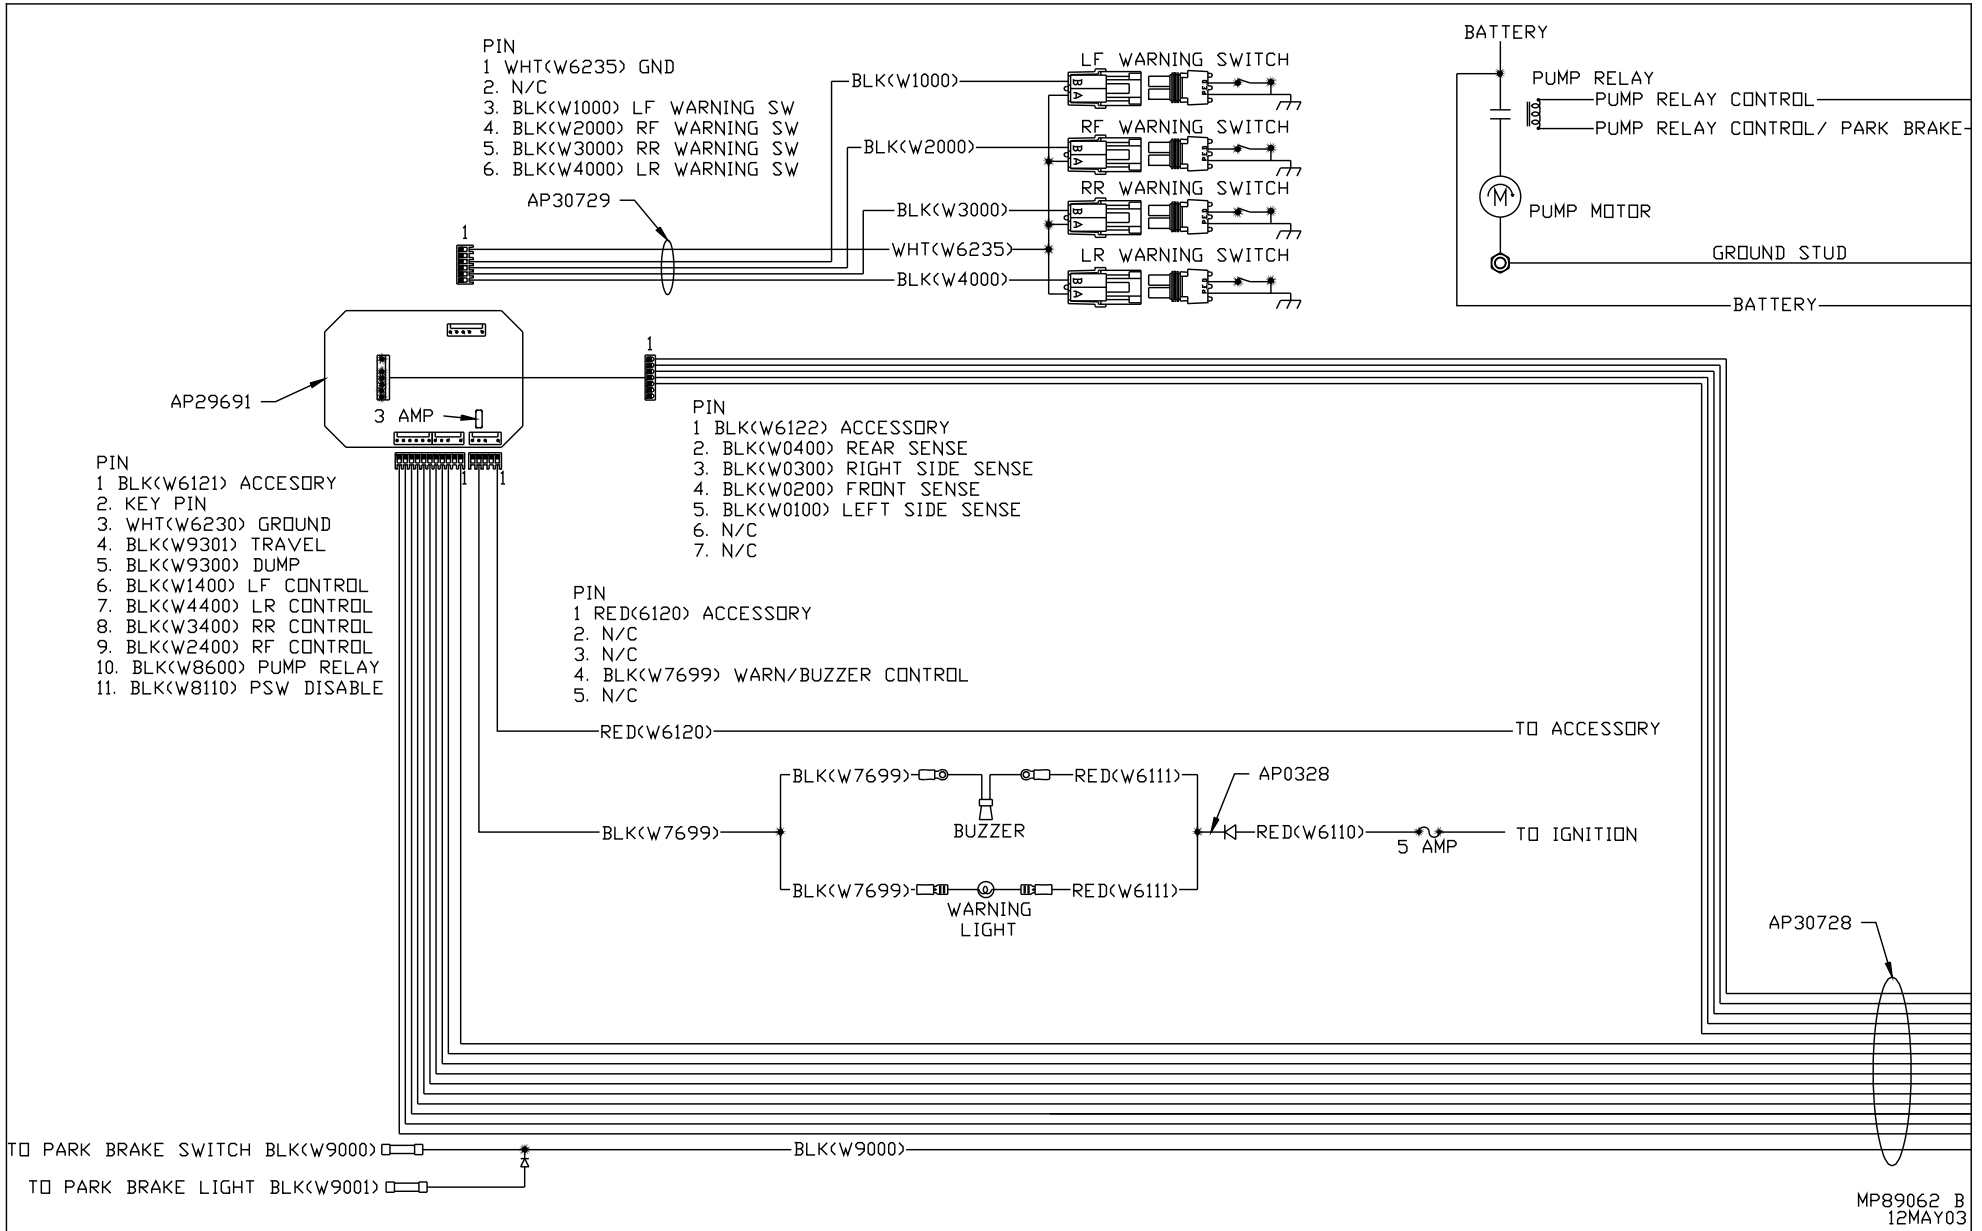 PIN
1 WHT(W6235) GND
2. N/C
3. BLK(W1000) LF WARNING SW
4. BLK(W2000) RF WARNING SW
5. BLK(W3000) RR WARNING SW
6. BLK(W4000) LR WARNING SW
AP30729
1
BLK(W1000)
BLK(W2000)
BLK(W3000)
WHT(W6235)
BLK(W4000)
LF WARNING SWITCH
B
A
RF WARNING SWITCH
B
A
RR WARNING SWITCH
B
A
LR WARNING SWITCH
B
A
BATTERY
PUMP RELAY
PUMP RELAY CONTROL
PUMP RELAY CONTROL/ PARK BRAKE
M
PUMP MOTOR
GROUND STUD
BATTERY
AP29691
3 AMP
1
PIN
1 BLK(W6122) ACCESSORY
2. BLK(W0400) REAR SENSE
3. BLK(W0300) RIGHT SIDE SENSE
4. BLK(W0200) FRONT SENSE
5. BLK(W0100) LEFT SIDE SENSE
6. N/C
7. N/C
1
1
PIN
1 BLK(W6121) ACCESORY
2. KEY PIN
3. WHT(W6230) GROUND
4. BLK(W9301) TRAVEL
5. BLK(W9300) DUMP
6. BLK(W1400) LF CONTROL
7. BLK(W4400) LR CONTROL
8. BLK(W3400) RR CONTROL
9. BLK(W2400) RF CONTROL
10. BLK(W8600) PUMP RELAY
11. BLK(W8110) PSW DISABLE
PIN
1 RED(6120) ACCESSORY
2. N/C
3. N/C
4. BLK(W7699) WARN/BUZZER CONTROL
5. N/C
RED(W6120)
TO ACCESSORY
BLK(W7699)
RED(W6111)
AP0328
BUZZER
BLK(W7699)
RED(W6110)
5 AMP
TO IGNITION
BLK(W7699)
RED(W6111)
WARNING
LIGHT
AP30728
TO PARK BRAKE SWITCH BLK(W9000)
BLK(W9000)
TO PARK BRAKE LIGHT BLK(W9001)
MP89062 B
12MAY03